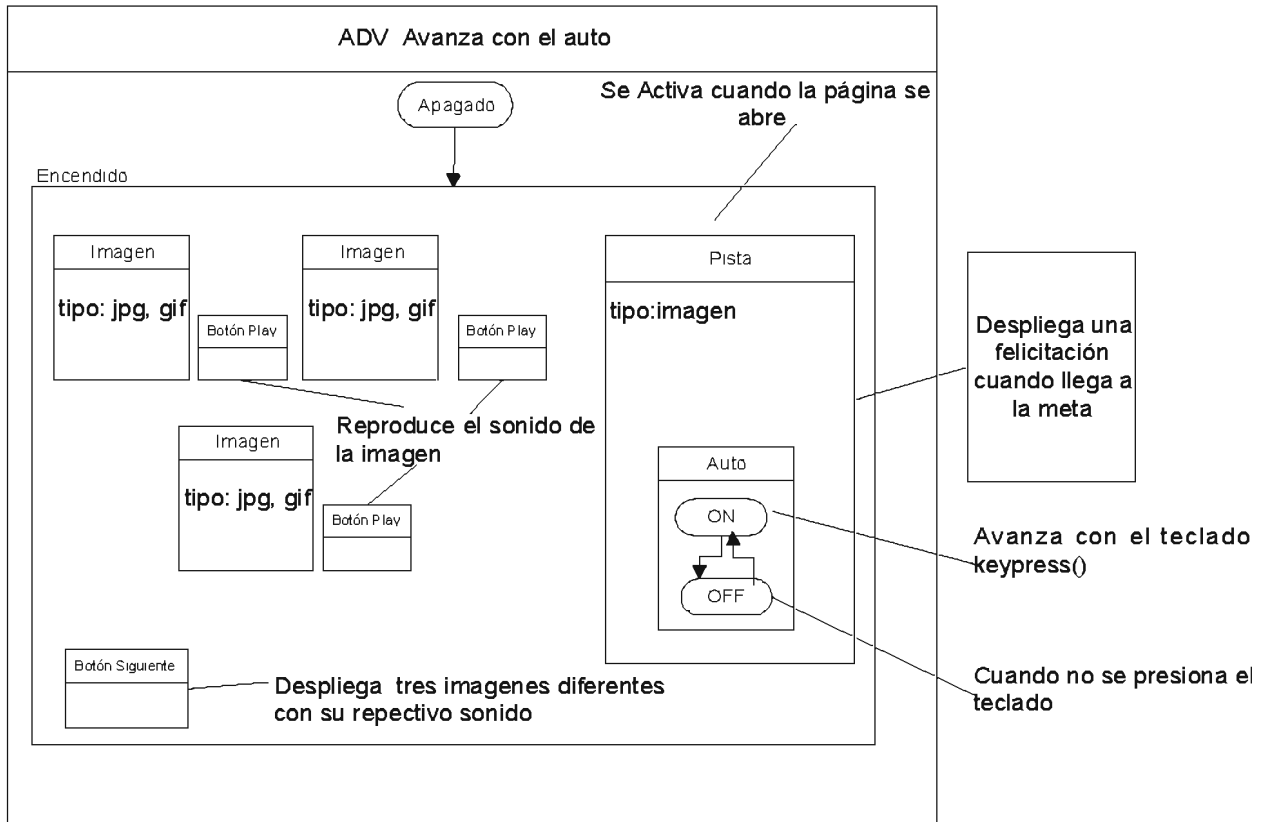 ADV Avanza con el auto
Apagado
Se Activa cuando la página se
abre
Encendido
Imagen
tipo: jpg, gif
Botón Play
Imagen
tipo: jpg, gif
Botón Play
Reproduce el sonido de
la imagen
Imagen
tipo: jpg, gif
Botón Play
Pista
tipo:imagen
Auto
ON
OFF
Despliega una
felicitación
cuando llega a
la meta
Avanza con el teclado
keypress()
Cuando no se presiona el
teclado
Botón Siguiente
Despliega tres imagenes diferentes
con su repectivo sonido